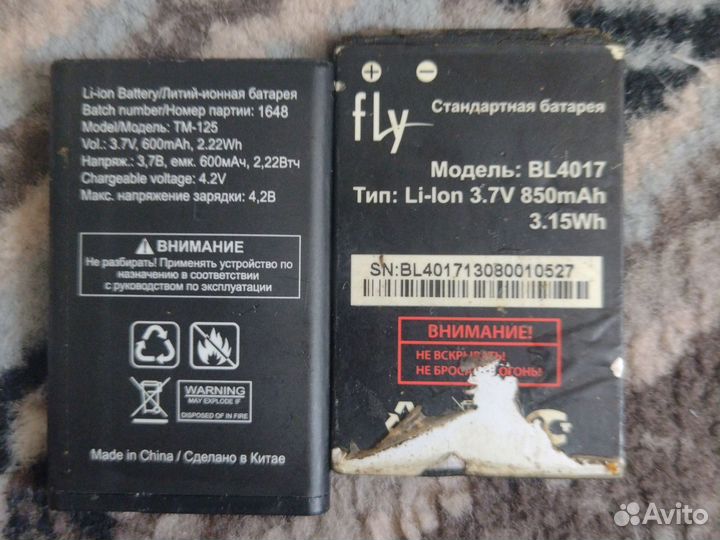 Li-Ion Battery/Литий-ионная батарея
Batch number/Номер партии: 1648
Model/Модель: TM-125
Vol.: 3.7V, 600mAh, 2.22Wh
Напряж.: 3,7В, емк. 600мАч, 2,22Втч
Chargeable voltage: 4.2V
Макс. напряжение зарядки: 4,2В
ВНИМАНИЕ
Не разбирать! Применять устройство по
назначению в соответствии
с руководством по эксплуатации
WARNING
MAY EXPLODE IF
DISPOSED OF IN FIRE
Made in China / Сделано в Китае
fly
Стандартная батарея
Модель: BL4017
Тип: Li-Ion 3.7V 850mAh
3.15Wh
SN:BL401713080010527
ВНИМАНИЕ!
НЕ ВСКРЫВАТЬ!
НЕ ОГОНЬ!
Avito